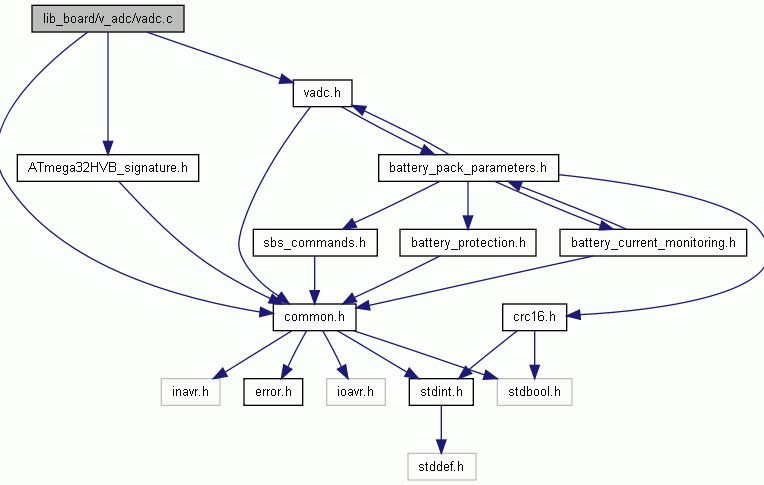 lib_board/v_adc/vadc.c
vadc.h
ATmega32HVB_signature.h
battery_pack_parameters.h
sbs_commands.h
battery_protection.h
battery_current_monitoring.h
common.h
crc16.h
inavr.h
error.h
ioavr.h
stdint.h
stdbool.h
stddef.h